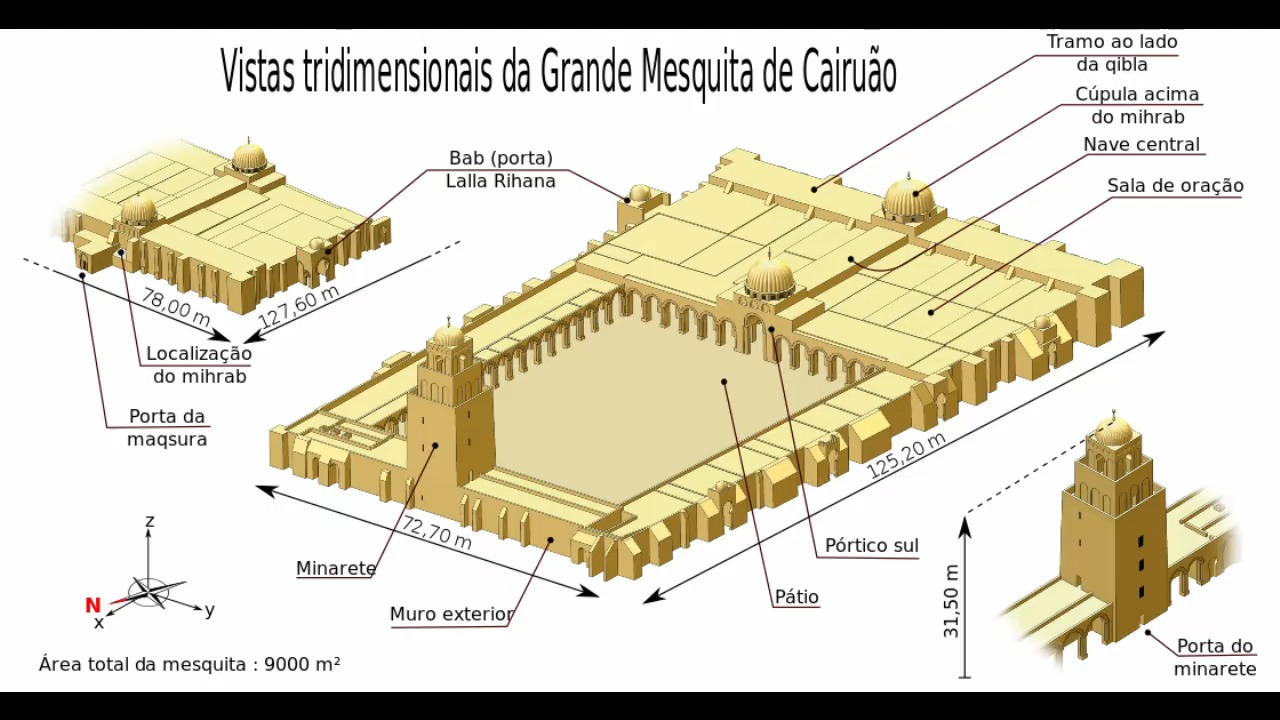 Vistas tridimensionais da Grande Mesquita de Cairuão
Tramo ao lado
da qibla
Cúpula acima
do mihrab
Nave central
Sala de oração
Bab (porta)
Lalla Rihana
78,00 m
127,60 m
Localização
do mihrab
Porta da
maqsura
125,20 m
72,70 m
Minarete
Muro exterior
Pórtico sul
Pátio
31,50 m
Porta do
minarete
z
N
x
y
Área total da mesquita : 9000 m²